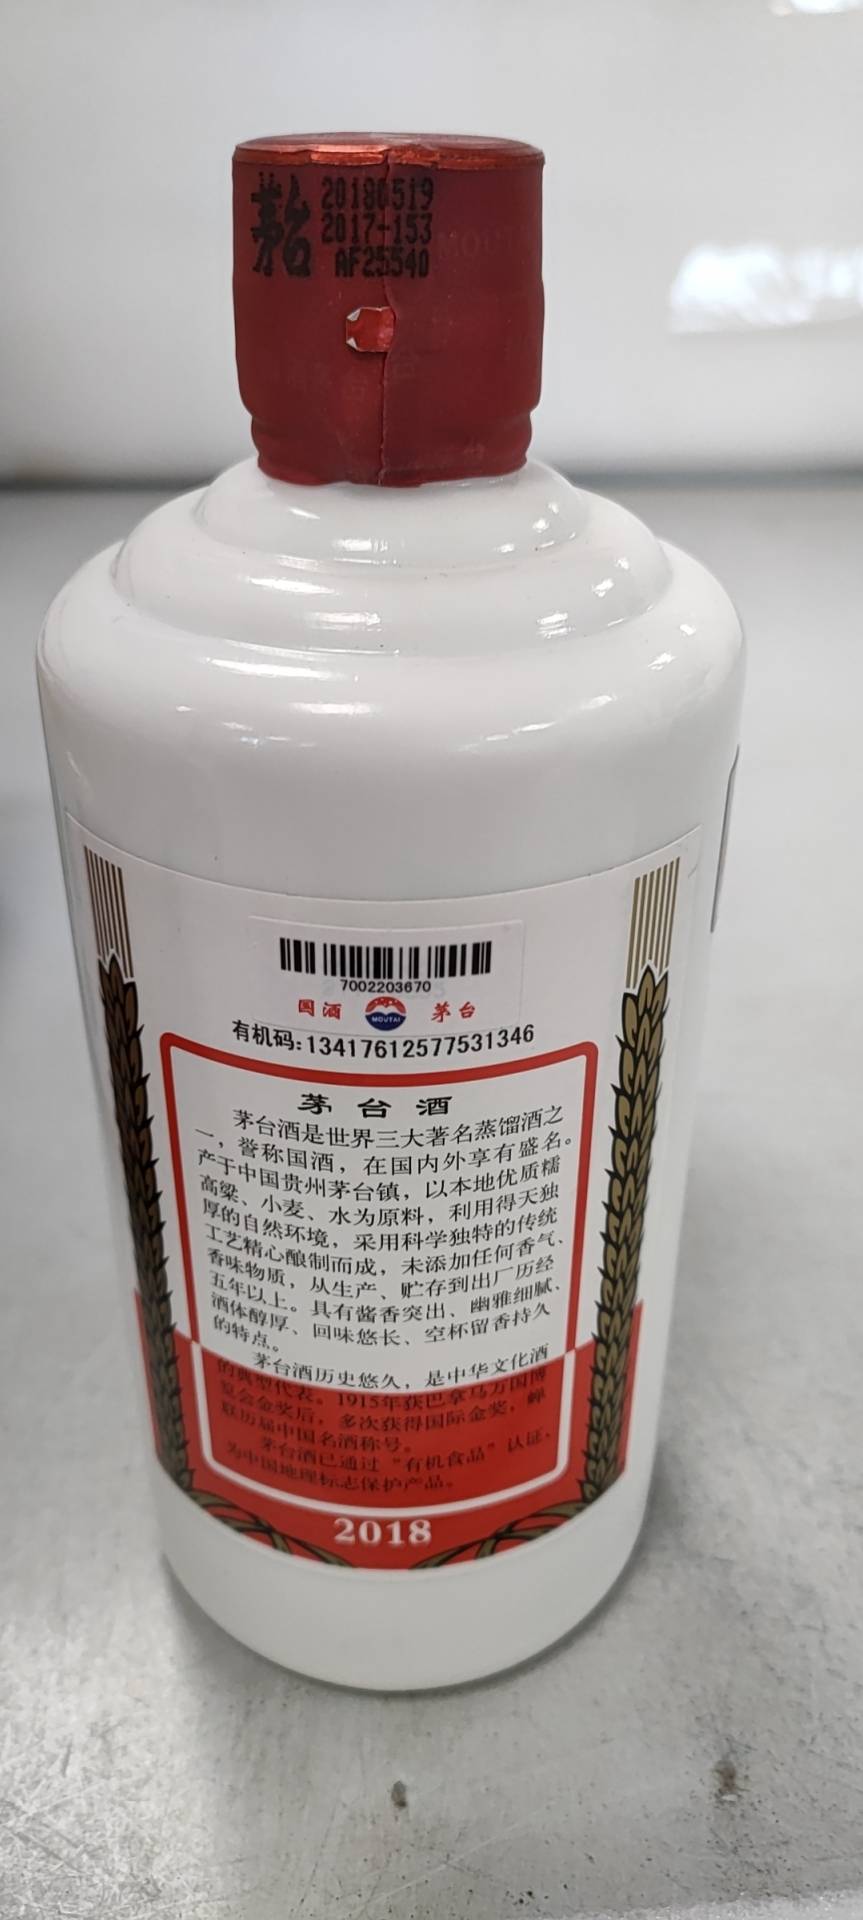 茅台
20180519
2017-153
AF25540
MOUTAI
7002203670
国酒 MOUTAI 茅台
有机码:13417612577531346
茅台酒
茅台酒是世界三大著名蒸馏酒之
一，誉称国酒，在国内外享有盛名。
产于中国贵州茅台镇，以本地优质糯
高粱、小麦、水为原料，利用得天独
厚的自然环境，采用科学独特的传统
工艺精心酿制而成，未添加任何香气、
香味物质，从生产、贮存到出厂历经
五年以上。具有酱香突出、幽雅细腻、
酒体醇厚、回味悠长、空杯留香持久
的特点。
茅台酒历史悠久，是中华文化酒
的典型代表。1915年获巴拿马万国博
览会金奖后，多次获得国际金奖，蝉
联历届中国名酒称号。
茅台酒已通过“有机食品”认证，
为中国地理标志保护产品。
2018